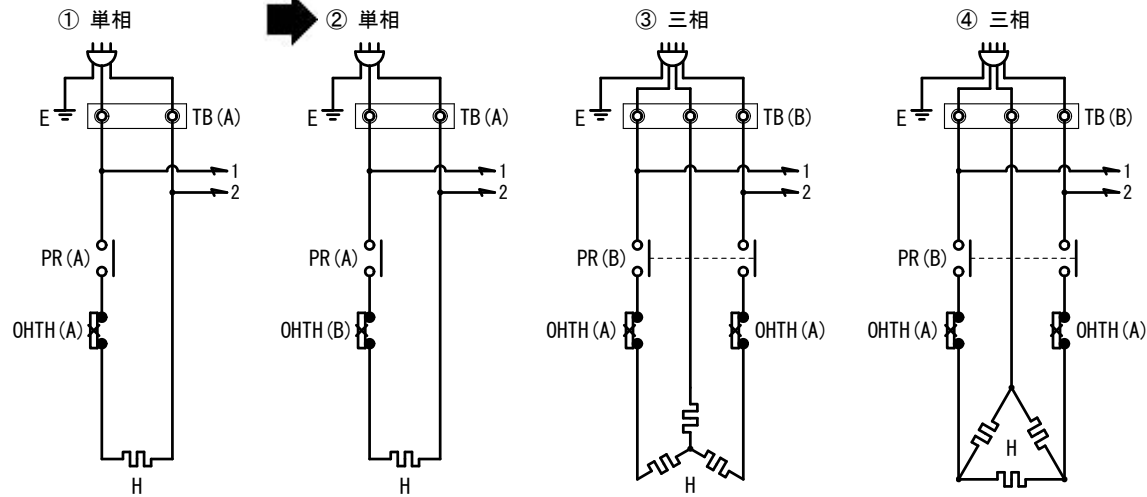 ① 単相
② 単相
③ 三相
④ 三相
E
TB(A)
E
TB(A)
E
TB(B)
E
TB(B)
1
2
1
2
1
2
1
2
PR(A)
PR(A)
PR(B)
PR(B)
OHTH(A)
OHTH(B)
OHTH(A)
OHTH(A)
OHTH(A)
OHTH(A)
H
H
H
H